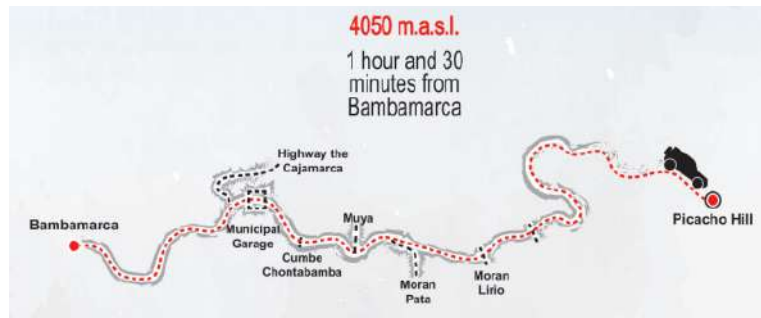 4050 m.a.s.l.
1 hour and 30
minutes from
Bambamarca
Highway the
Cajamarca
Bambamarca
Municipal
Garage
Muya
Cumbe
Chontabamba
Moran
Pata
Moran
Lirio
Picacho Hill